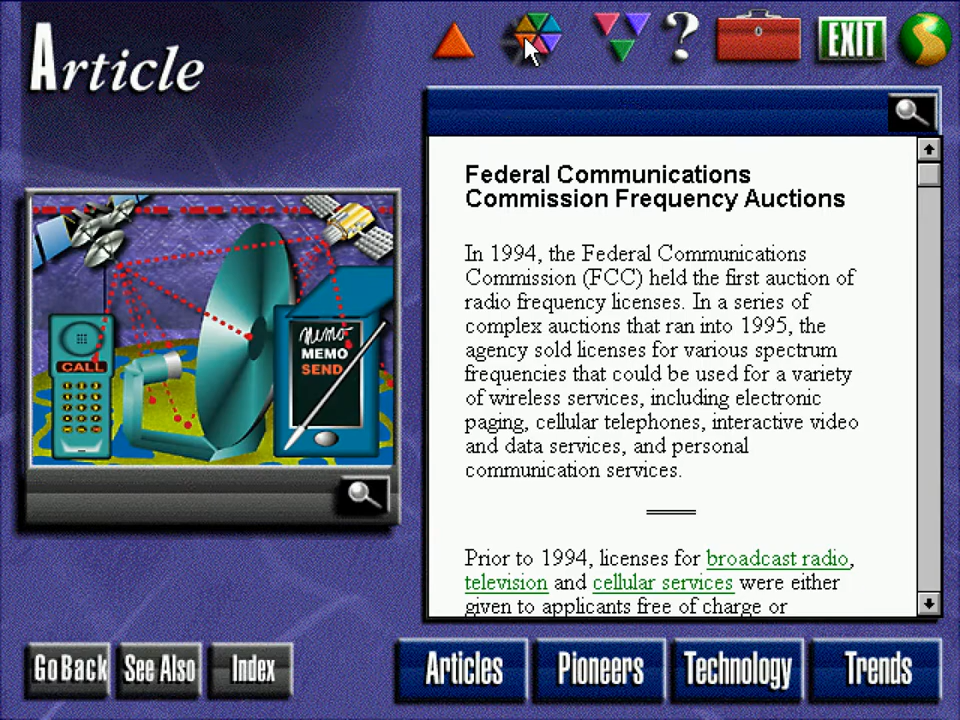 Article
?
EXIT
Federal Communications
Commission Frequency Auctions
In 1994, the Federal Communications
Commission (FCC) held the first auction of
radio frequency licenses. In a series of
complex auctions that ran into 1995, the
agency sold licenses for various spectrum
frequencies that could be used for a variety
of wireless services, including electronic
paging, cellular telephones, interactive video
and data services, and personal
communication services.
Prior to 1994, licenses for broadcast radio,
television and cellular services were either
given to applicants free of charge or
CALL
Memo
MEMO
SEND
Go Back
See Also
Index
Articles
Pioneers
Technology
Trends